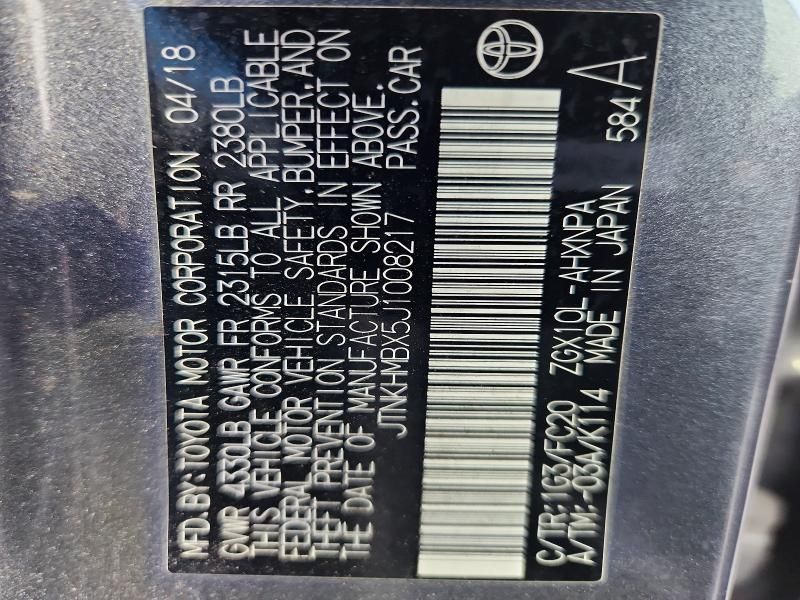 MFD.BY:TOYOTA MOTOR CORPORATION 04/18
GVWR 4330LB GAWR FR 2315LB RR 2380LB
THIS VEHICLE CONFORMS TO ALL APPLICABLE
FEDERAL MOTOR VEHICLE SAFETY,BUMPER,AND
THEFT PREVENTION STANDARDS IN EFFECT ON
THE DATE OF MANUFACTURE SHOWN ABOVE.
JTNKHMBX5J1008217 PASS.CAR
C/TR:1G3/FC20 ZGX10L-AHXNPA
A/TM:-03A/K114 MADE IN JAPAN 584A